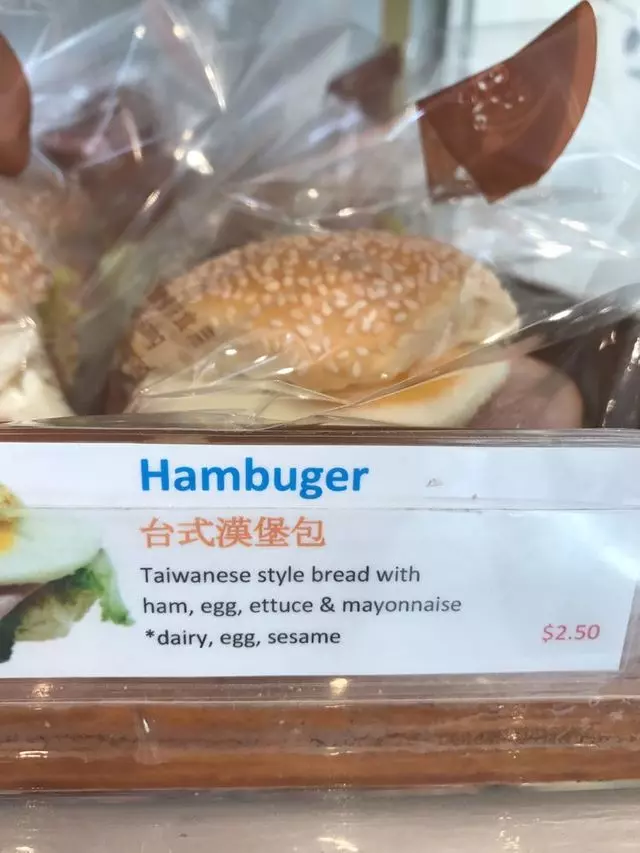 Hambuger
台式漢堡包
Taiwanese style bread with
ham, egg, ettuce & mayonnaise
*dairy, egg, sesame
$2.50